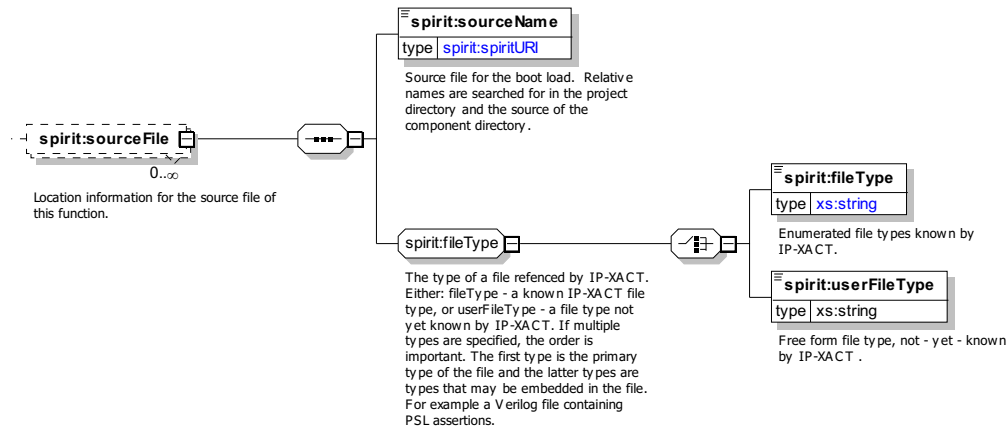 spirit:sourceName
type spirit:spiritURI
Source file for the boot load. Relative
names are searched for in the project
directory and the source of the
component directory.
spirit:sourceFile
0..∞
Location information for the source file of
this function.
spirit:fileType
The type of a file refenced by IP-XACT.
Either: fileType - a known IP-XACT file
type, or userFileType - a file type not
yet known by IP-XACT. If multiple
types are specified, the order is
important. The first type is the primary
type of the file and the latter types are
types that may be embedded in the file.
For example a Verilog file containing
PSL assertions.
spirit:fileType
type xs:string
Enumerated file types known by
IP-XACT.
spirit:userFileType
type xs:string
Free form file type, not - yet - known
by IP-XACT .